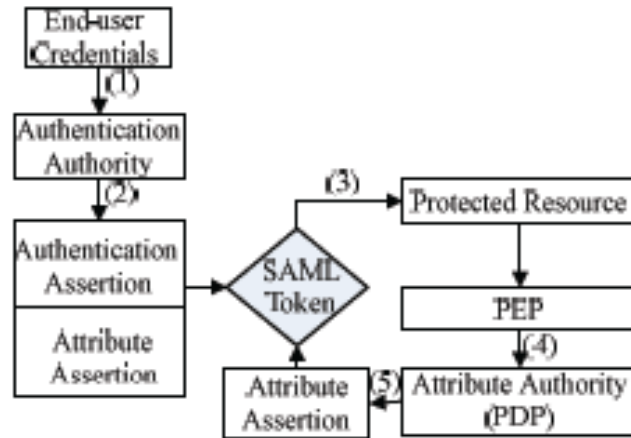 End-user
Credentials
(1)
Authentication
Authority
(2)
Authentication
Assertion
Attribute
Assertion
SAML
Token
(3)
Protected Resource
PEP
(4)
Attribute Authority
(PDP)
(5)
Attribute
Assertion